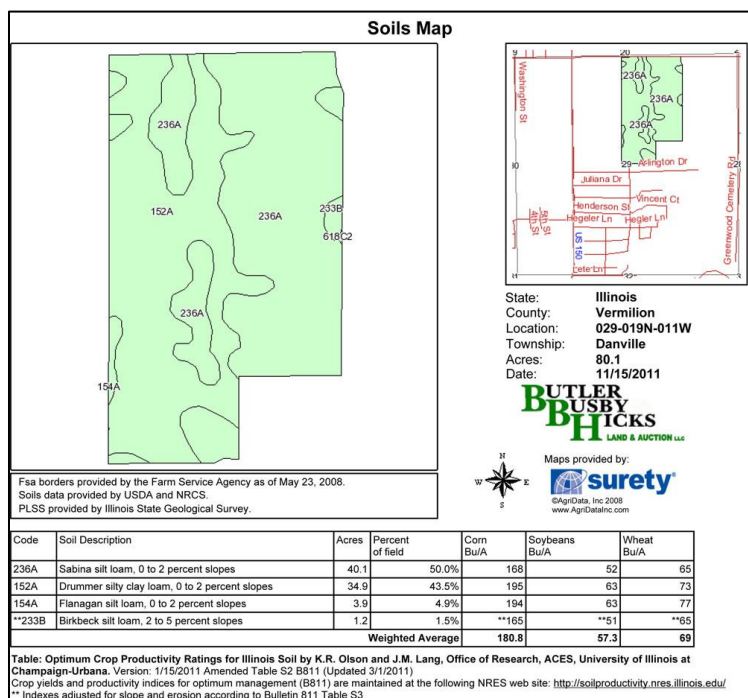 Soils Map
236A
152A
236A
233B
618C2
236A
154A
Fsa borders provided by the Farm Service Agency as of May 23, 2008.
Soils data provided by USDA and NRCS.
PLSS provided by Illinois State Geological Survey.
20
Washington St
236A
236A
236A
29
Arlington Dr
Juliana Dr
Vincent Ct
Henderson St
Hegeler Ln
Hegler Ln
4th St
5th St
US 150
Greenwood Cemetery Rd
State: Illinois
County: Vermilion
Location: 029-019N-011W
Township: Danville
Acres: 80.1
Date: 11/15/2011
BUTLER
BUSBY
HICKS
LAND & AUCTION LLC
N
W E
S
Maps provided by:
surety®
©AgriData, Inc 2008
www.AgriDataInc.com
Code Soil Description Acres Percent of field Corn Bu/A Soybeans Bu/A Wheat Bu/A
236A Sabina silt loam, 0 to 2 percent slopes 40.1 50.0% 168 52 65
152A Drummer silty clay loam, 0 to 2 percent slopes 34.9 43.5% 195 63 73
154A Flanagan silt loam, 0 to 2 percent slopes 3.9 4.9% 194 63 77
**233B Birkbeck silt loam, 2 to 5 percent slopes 1.2 1.5% **165 **51 **65
Weighted Average 180.8 57.3 69
Table: Optimum Crop Productivity Ratings for Illinois Soil by K.R. Olson and J.M. Lang, Office of Research, ACES, University of Illinois at
Champaign-Urbana. Version: 1/15/2011 Amended Table S2 B811 (Updated 3/1/2011)
Crop yields and productivity indices for optimum management (B811) are maintained at the following NRES web site: http://soilproductivity.nres.illinois.edu/
** Indexes adjusted for slope and erosion according to Bulletin 811 Table S3